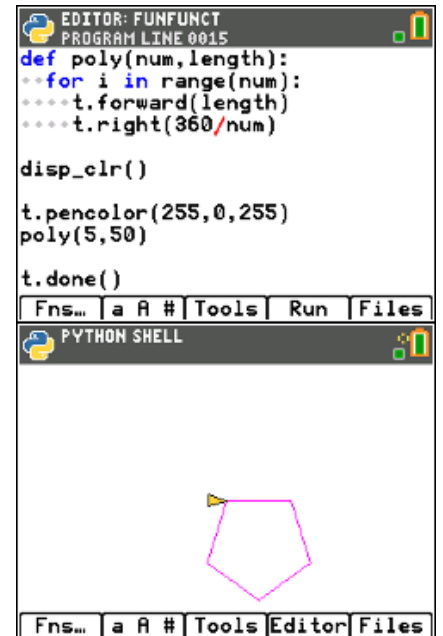 EDITOR: FUNFUNCT
PROGRAM LINE 0015
def poly(num,length):
••for i in range(num):
••••t.forward(length)
••••t.right(360/num)
disp_clr()
t.pencolor(255,0,255)
poly(5,50)
t.done()
Fns… a A # Tools Run Files
PYTHON SHELL
Fns… a A # Tools Editor Files